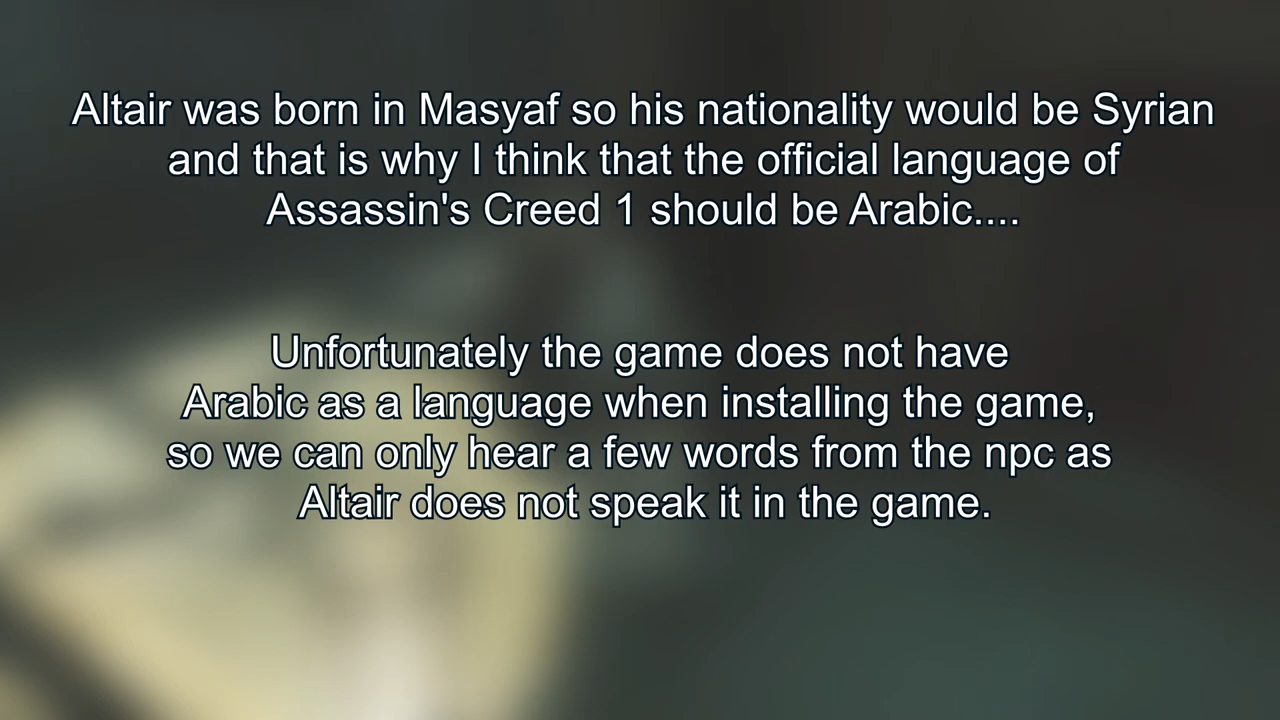 Altair was born in Masyaf so his nationality would be Syrian
and that is why I think that the official language of
Assassin's Creed 1 should be Arabic....
Unfortunately the game does not have
Arabic as a language when installing the game,
so we can only hear a few words from the npc as
Altair does not speak it in the game.